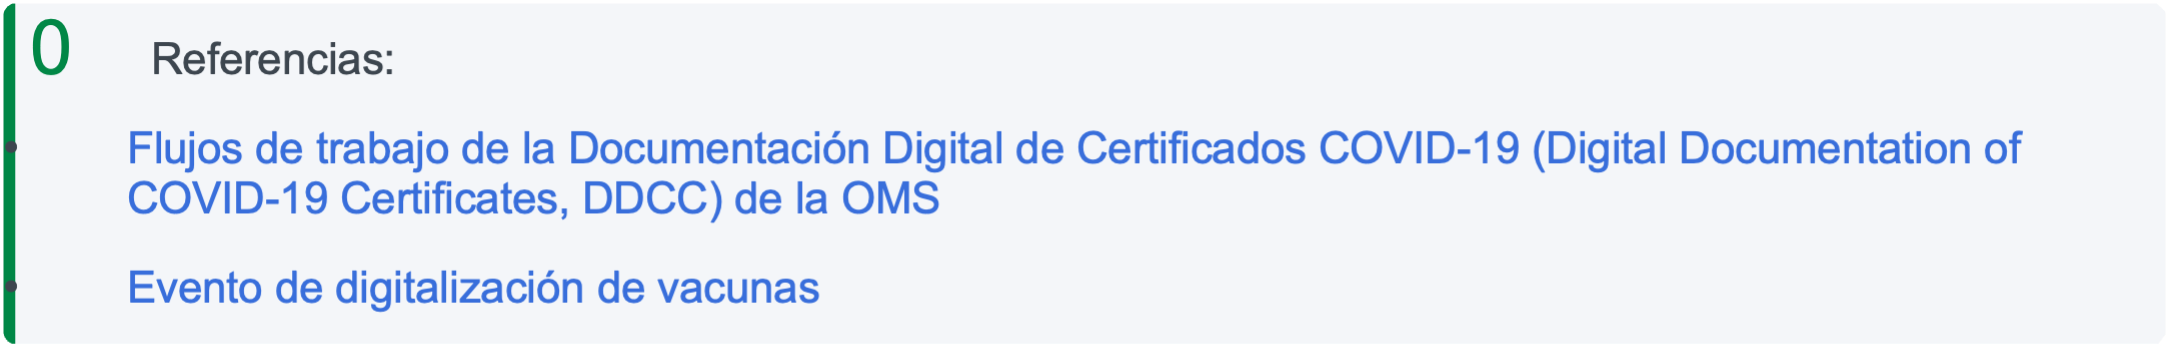 0 Referencias:
• Flujos de trabajo de la Documentación Digital de Certificados COVID-19 (Digital Documentation of
COVID-19 Certificates, DDCC) de la OMS
• Evento de digitalización de vacunas